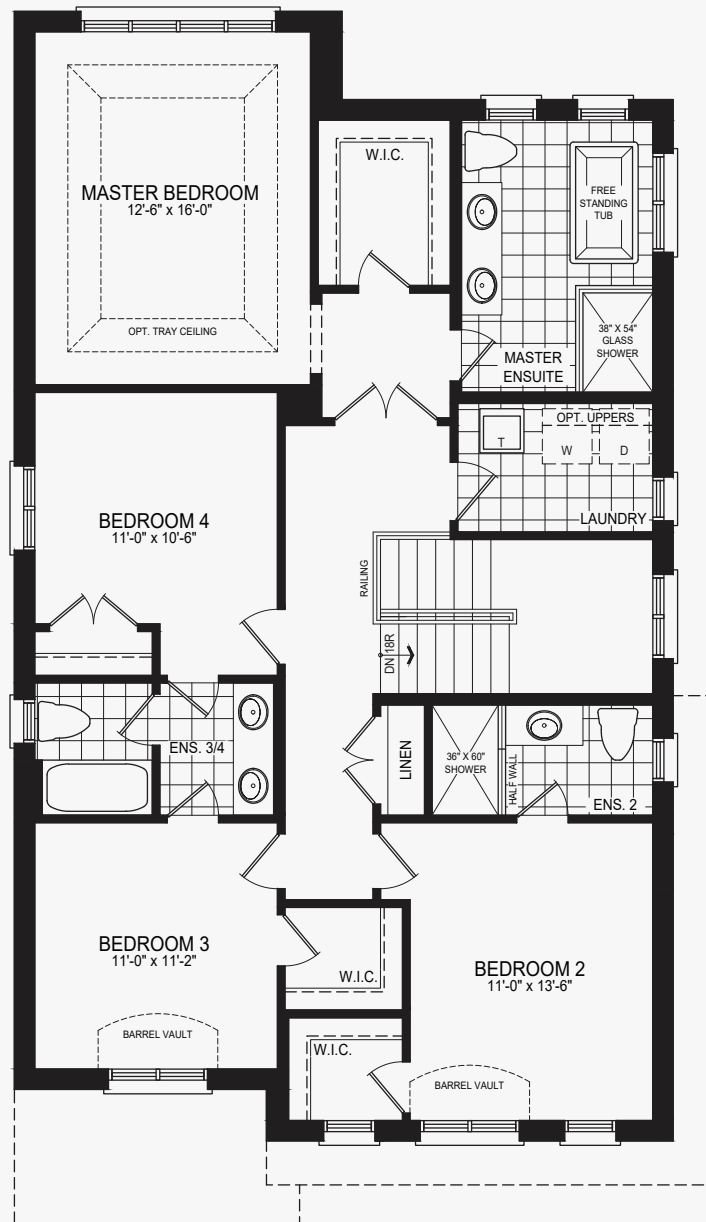 W.I.C.
MASTER BEDROOM
12'-6" x 16'-0"
OPT. TRAY CEILING
FREE
STANDING
TUB
38" X 54"
GLASS
SHOWER
MASTER
ENSUITE
OPT. UPPERS
T
W
D
LAUNDRY
BEDROOM 4
11'-0" x 10'-6"
RAILING
DN 18R
ENS. 3/4
LINEN
36" X 60"
SHOWER
HALF WALL
ENS. 2
BEDROOM 3
11'-0" x 11'-2"
BARREL VAULT
W.I.C.
BEDROOM 2
11'-0" x 13'-6"
W.I.C.
BARREL VAULT